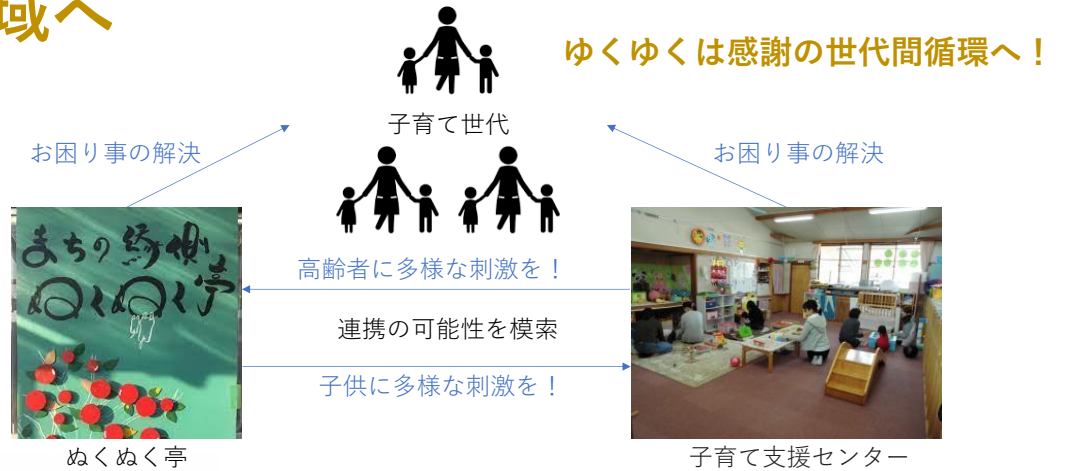 域へ
ゆくゆくは感謝の世代間循環へ！
子育て世代
お困り事の解決
お困り事の解決
まちの縁側
ぬくぬく亭
高齢者に多様な刺激を！
連携の可能性を模索
子供に多様な刺激を！
ぬくぬく亭
子育て支援センター